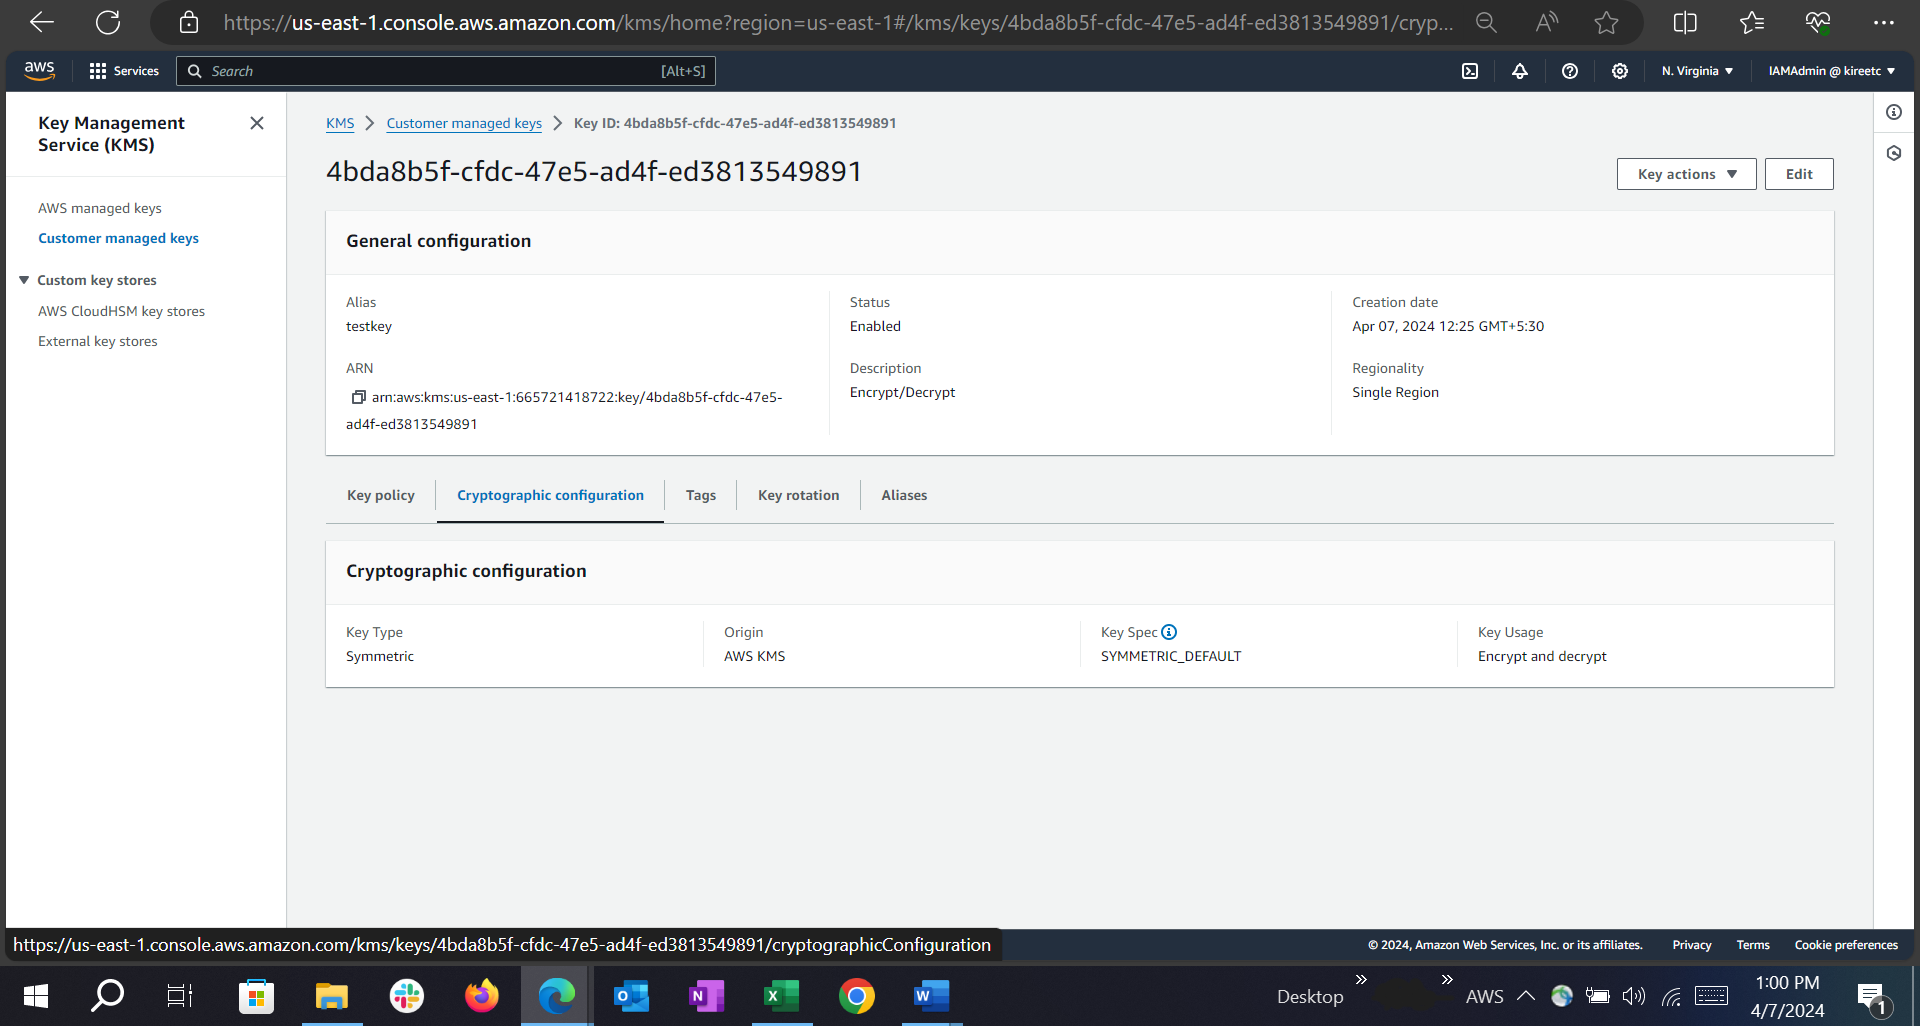 https://us-east-1.console.aws.amazon.com/kms/home?region=us-east-1#/kms/keys/4bda8b5f-cfdc-47e5-ad4f-ed3813549891/cryp...
aws
Services
Search
[Alt+S]
N. Virginia
IAMAdmin @ kireetc
Key Management
Service (KMS)
AWS managed keys
Customer managed keys
Custom key stores
AWS CloudHSM key stores
External key stores
KMS
Customer managed keys
Key ID: 4bda8b5f-cfdc-47e5-ad4f-ed3813549891
4bda8b5f-cfdc-47e5-ad4f-ed3813549891
Key actions
Edit
General configuration
Alias
testkey
ARN
arn:aws:kms:us-east-1:665721418722:key/4bda8b5f-cfdc-47e5-
ad4f-ed3813549891
Status
Enabled
Description
Encrypt/Decrypt
Creation date
Apr 07, 2024 12:25 GMT+5:30
Regionality
Single Region
Key policy
Cryptographic configuration
Tags
Key rotation
Aliases
Cryptographic configuration
Key Type
Symmetric
Origin
AWS KMS
Key Spec
SYMMETRIC_DEFAULT
Key Usage
Encrypt and decrypt
https://us-east-1.console.aws.amazon.com/kms/keys/4bda8b5f-cfdc-47e5-ad4f-ed3813549891/cryptographicConfiguration
© 2024, Amazon Web Services, Inc. or its affiliates.
Privacy
Terms
Cookie preferences
Desktop
AWS
1:00 PM
4/7/2024
1